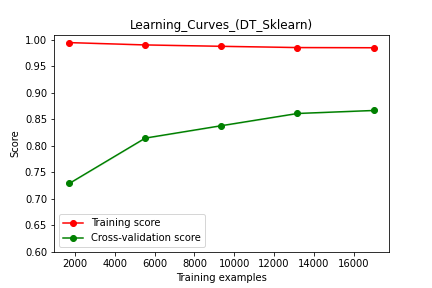 Learning_Curves_(DT_Sklearn)
1.00
0.95
0.90
0.85
0.80
0.75
0.70
0.65
0.60
Score
Training score
Cross-validation score
2000 4000 6000 8000 10000 12000 14000 16000
Training examples